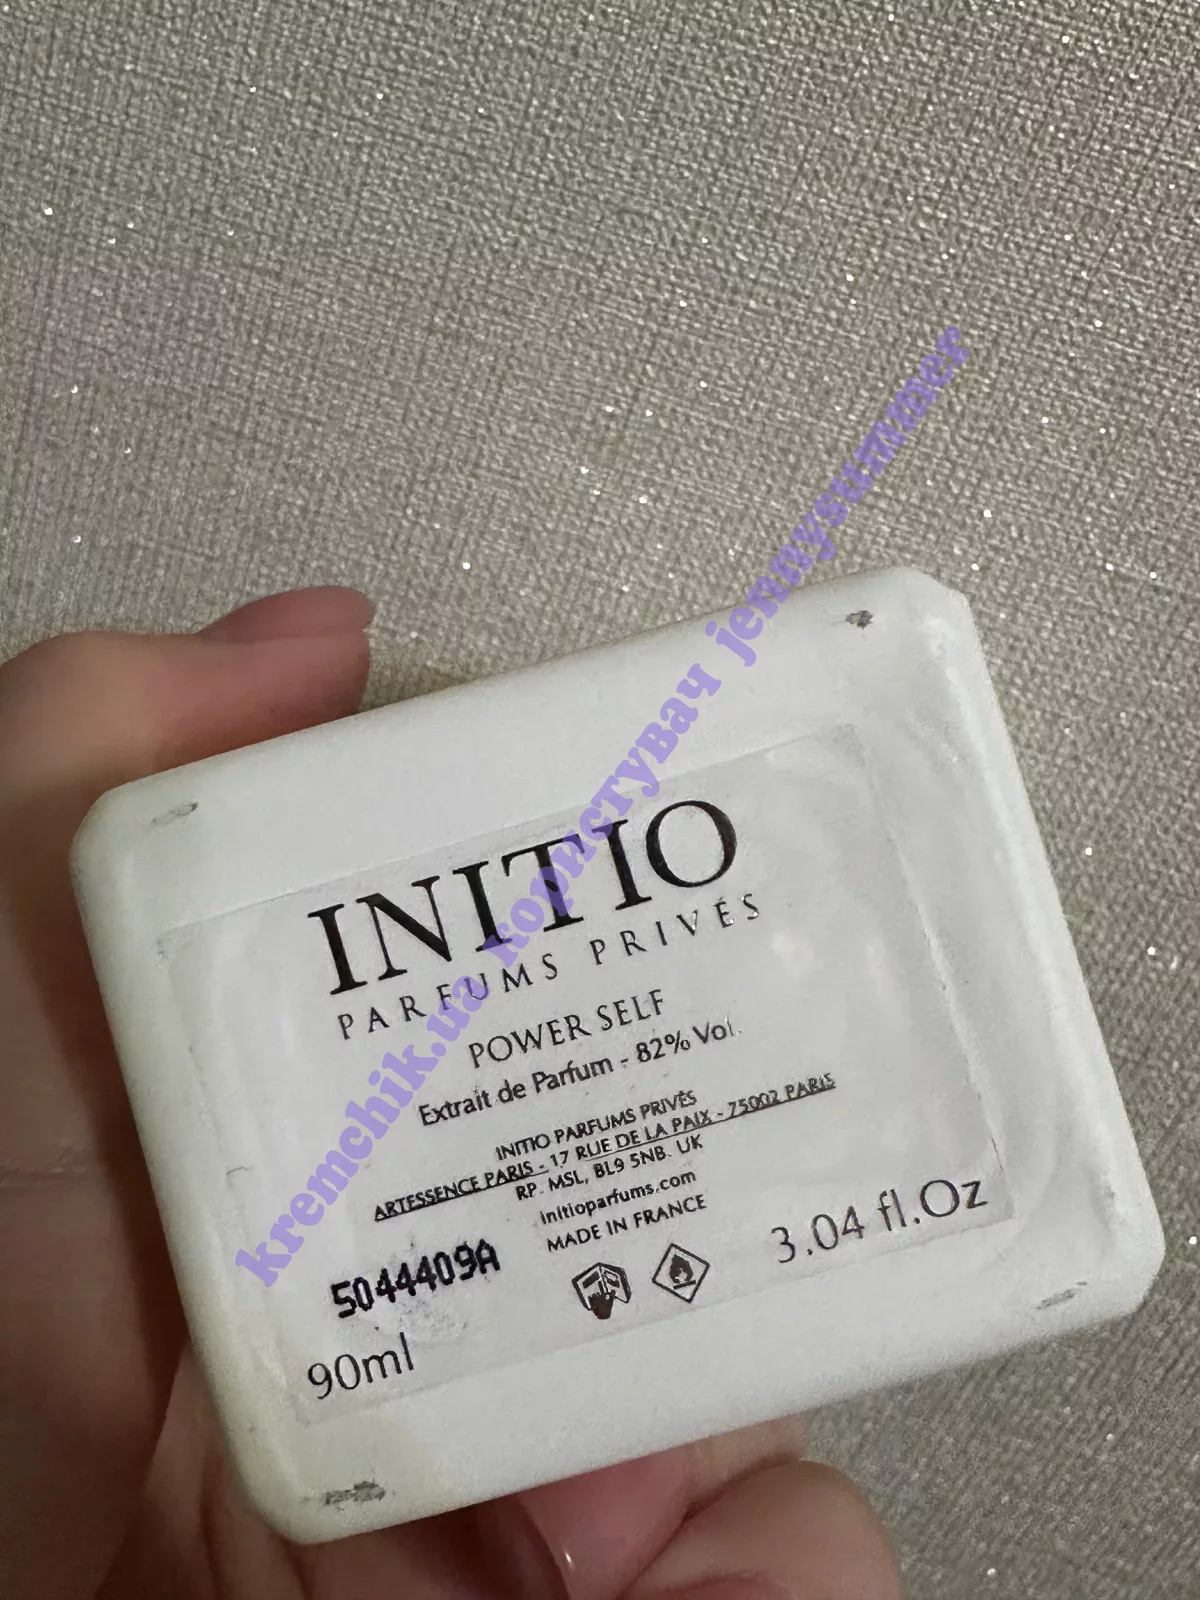 INITIO
PARFUMS PRIVÉS
POWER SELF
Extrait de Parfum - 82% Vol.
INITIO PARFUMS PRIVÉS
ARTESSENCE PARIS - 17 RUE DE LA PAIX - 75002 PARIS
RP. MSL, BL9 5NB. UK
initioparfums.com
MADE IN FRANCE
5044409A
90ml
3.04 fl.Oz
kremchik.ua користувач jennysummer